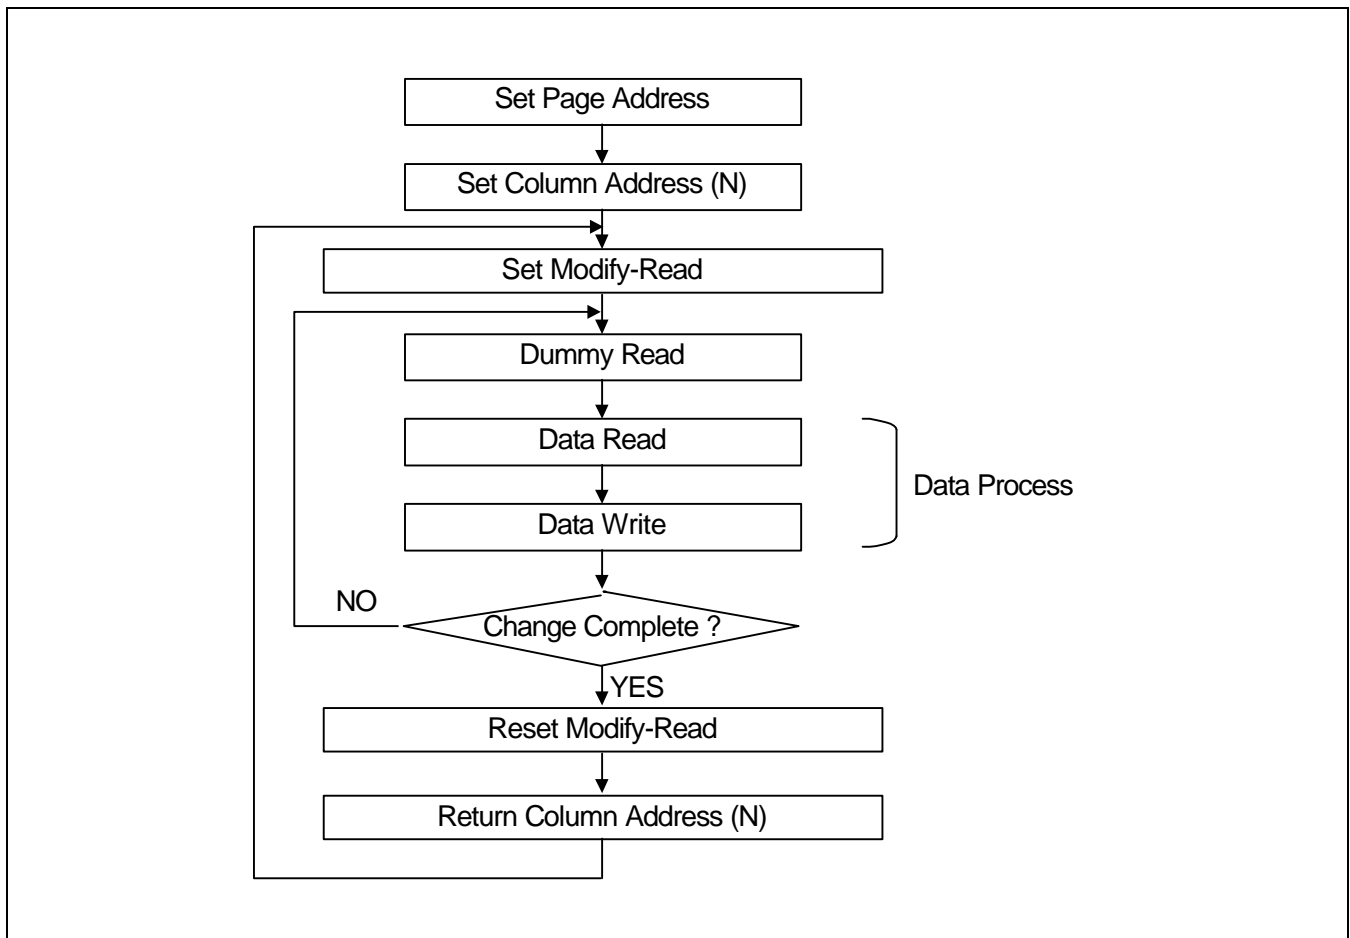 Set Page Address
Set Column Address (N)
Set Modify-Read
Dummy Read
Data Read
Data Process
Data Write
NO
Change Complete ?
YES
Reset Modify-Read
Return Column Address (N)